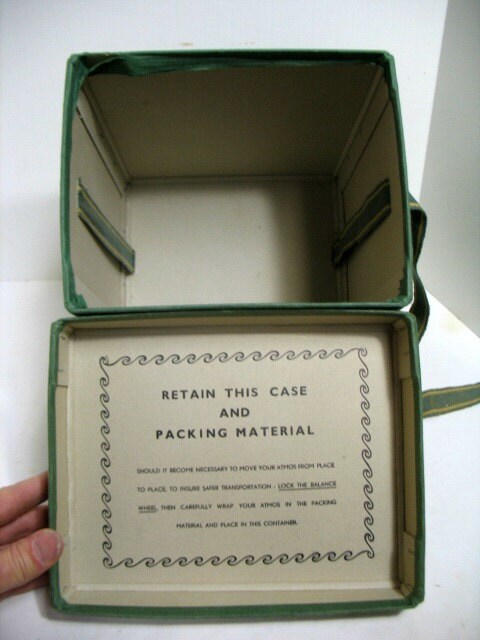 RETAIN THIS CASE
AND
PACKING MATERIAL
SHOULD IT BECOME NECESSARY TO MOVE YOUR ATMOS FROM PLACE
TO PLACE, TO INSURE SAFER TRANSPORTATION - LOCK THE BALANCE
WHEEL, THEN CAREFULLY WRAP YOUR ATMOS IN THE PACKING
MATERIAL AND PLACE IN THIS CONTAINER.